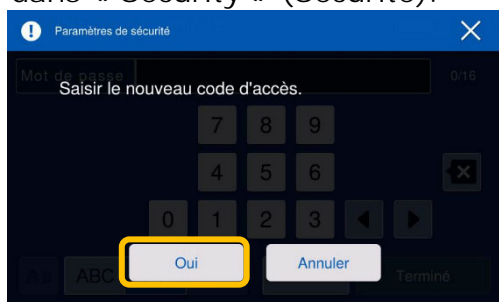 dans « Security » (Sécurité).
Paramètres de sécurité
Mot de passe 0/16
Saisir le nouveau code d'accès.
7 8 9
4 5 6
0 1 2 3
Oui Annuler
ABC Terminé